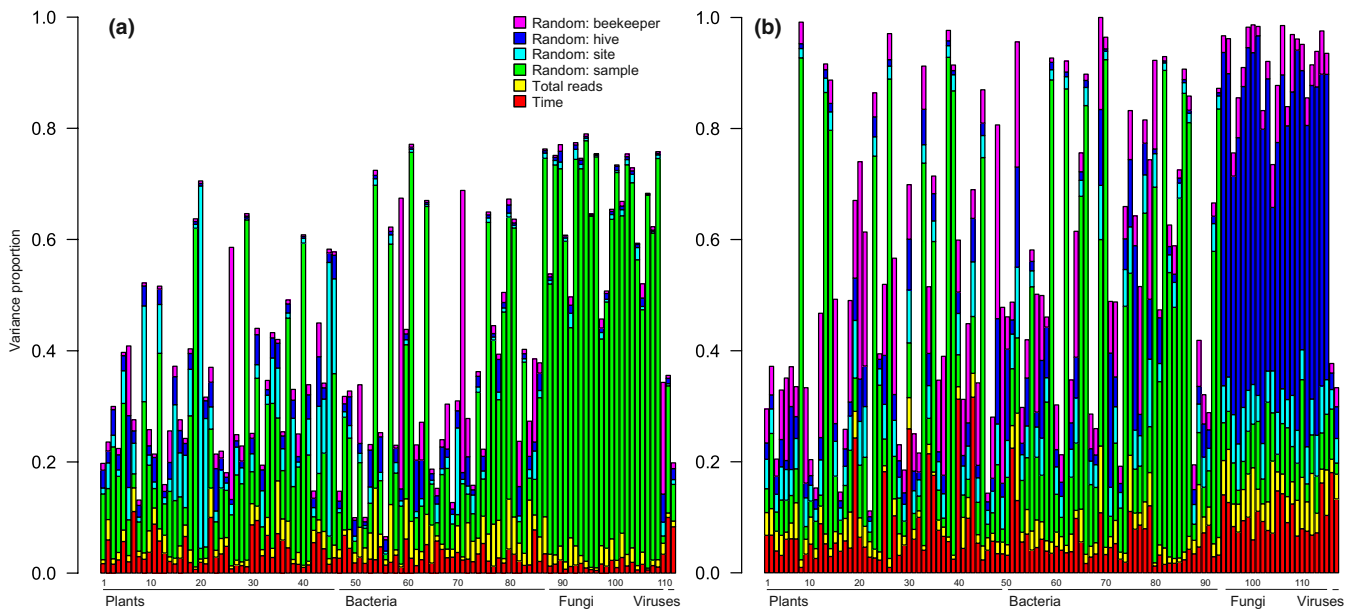 (a)
(b)
Random: beekeeper
Random: hive
Random: site
Random: sample
Total reads
Time
Variance proportion
1.0
0.8
0.6
0.4
0.2
0.0
1 10 20 30 40 50 60 70 80 90 100 110
Plants Bacteria Fungi Viruses
1.0
0.8
0.6
0.4
0.2
0.0
1 10 20 30 40 50 60 70 80 90 100 110
Plants Bacteria Fungi Viruses